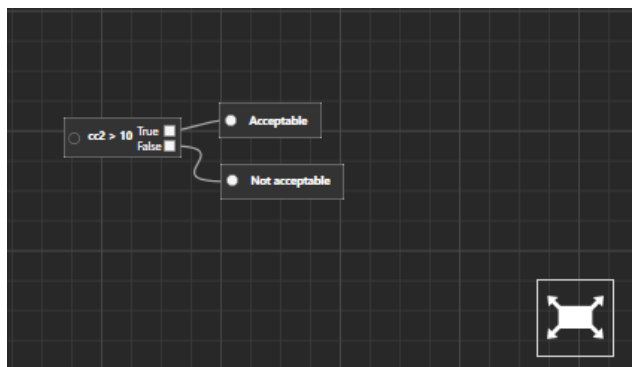 cc2 > 10
True
False
Acceptable
Not acceptable